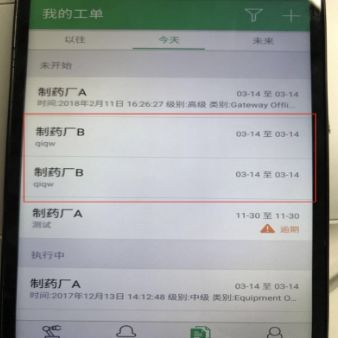 我的工单
以往 今天 未来
未开始
制药厂A 03-14 至 03-14
时间:2018年2月11日 16:26:27 级别:高级 类别:Gateway Offli...
制药厂B 03-14 至 03-14
qiqw
制药厂B 03-14 至 03-14
qiqw
制药厂A 11-30 至 11-30
测试 逾期
执行中
制药厂A 03-14 至 03-14
时间:2017年12月13日 14:12:48 级别:中级 类别:Equipment O...